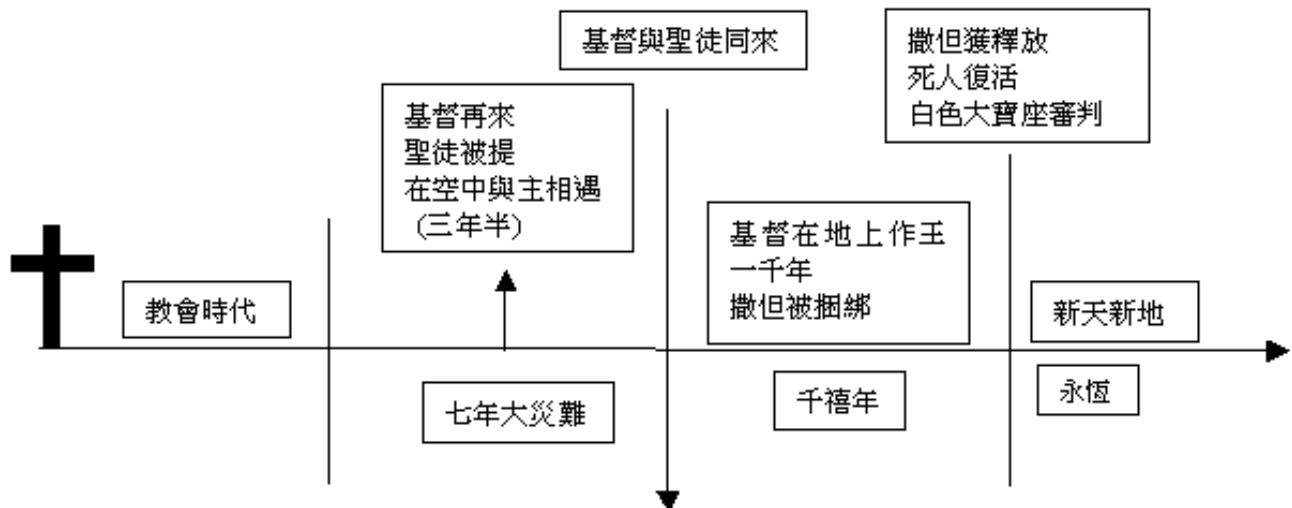 基督與聖徒同來
撒但獲釋放
死人復活
白色大寶座審判
基督再來
聖徒被提
在空中與主相遇
(三年半)
基督在地上作王
一千年
撒但被捆綁
教會時代
新天新地
七年大災難
千禧年
永恆